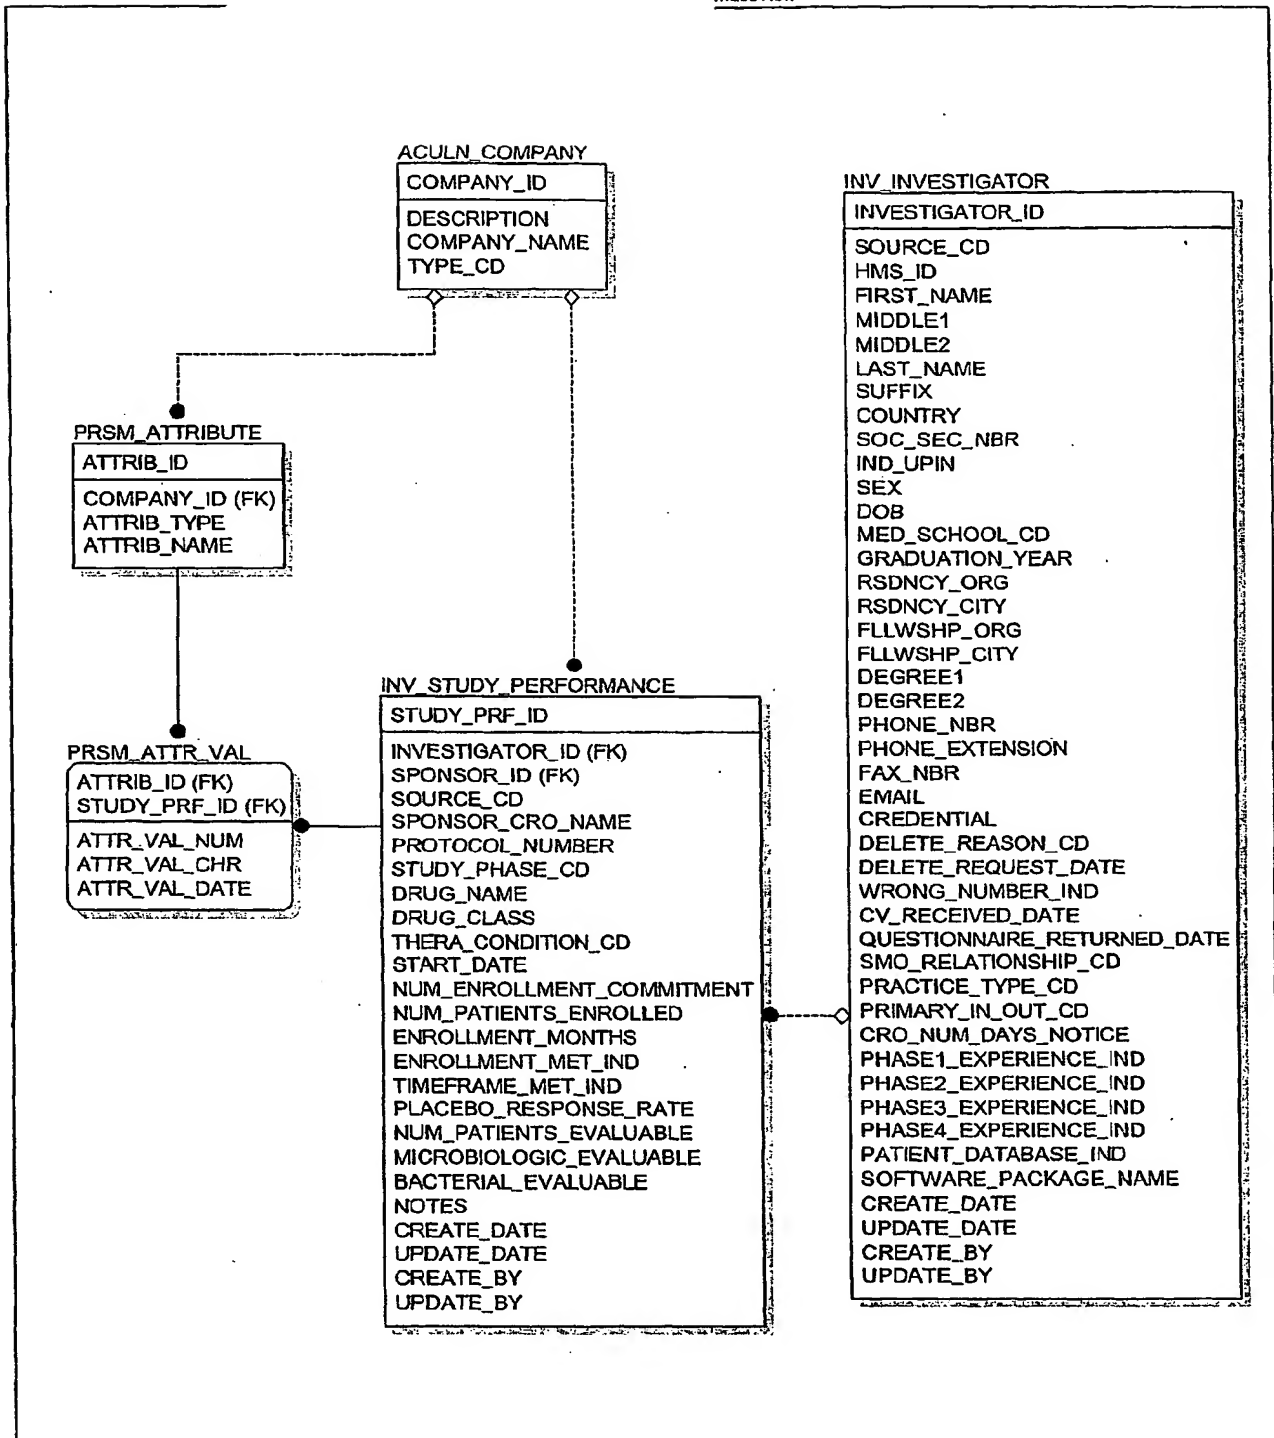 ACULN_COMPANY
COMPANY_ID
DESCRIPTION
COMPANY_NAME
TYPE_CD
PRSM_ATTRIBUTE
ATTRIB_ID
COMPANY_ID (FK)
ATTRIB_TYPE
ATTRIB_NAME
PRSM_ATTR_VAL
ATTRIB_ID (FK)
STUDY_PRF_ID (FK)
ATTR_VAL_NUM
ATTR_VAL_CHR
ATTR_VAL_DATE
INV_STUDY_PERFORMANCE
STUDY_PRF_ID
INVESTIGATOR_ID (FK)
SPONSOR_ID (FK)
SOURCE_CD
SPONSOR_CRO_NAME
PROTOCOL_NUMBER
STUDY_PHASE_CD
DRUG_NAME
DRUG_CLASS
THERA_CONDITION_CD
START_DATE
NUM_ENROLLMENT_COMMITMENT
NUM_PATIENTS_ENROLLED
ENROLLMENT_MONTHS
ENROLLMENT_MET_IND
TIMEFRAME_MET_IND
PLACEBO_RESPONSE_RATE
NUM_PATIENTS_EVALUABLE
MICROBIOLOGIC_EVALUABLE
BACTERIAL_EVALUABLE
NOTES
CREATE_DATE
UPDATE_DATE
CREATE_BY
UPDATE_BY
INV_INVESTIGATOR
INVESTIGATOR_ID
SOURCE_CD
HMS_ID
FIRST_NAME
MIDDLE1
MIDDLE2
LAST_NAME
SUFFIX
COUNTRY
SOC_SEC_NBR
IND_UPIN
SEX
DOB
MED_SCHOOL_CD
GRADUATION_YEAR
RSDNCY_ORG
RSDNCY_CITY
FLLWSHP_ORG
FLLWSHP_CITY
DEGREE1
DEGREE2
PHONE_NBR
PHONE_EXTENSION
FAX_NBR
EMAIL
CREDENTIAL
DELETE_REASON_CD
DELETE_REQUEST_DATE
WRONG_NUMBER_IND
CV_RECEIVED_DATE
QUESTIONNAIRE_RETURNED_DATE
SMO_RELATIONSHIP_CD
PRACTICE_TYPE_CD
PRIMARY_IN_OUT_CD
CRO_NUM_DAYS_NOTICE
PHASE1_EXPERIENCE_IND
PHASE2_EXPERIENCE_IND
PHASE3_EXPERIENCE_IND
PHASE4_EXPERIENCE_IND
PATIENT_DATABASE_IND
SOFTWARE_PACKAGE_NAME
CREATE_DATE
UPDATE_DATE
CREATE_BY
UPDATE_BY